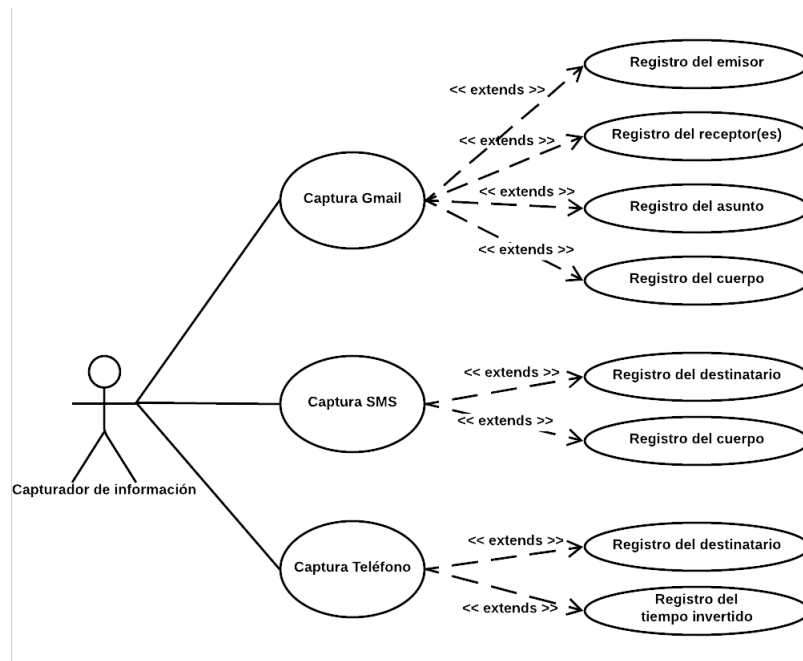 Registro del emisor
<< extends >>
Registro del receptor(es)
<< extends >>
Captura Gmail
<< extends >>
Registro del asunto
<< extends >>
Registro del cuerpo
<< extends >>
Registro del destinatario
Captura SMS
<< extends >>
Registro del cuerpo
Capturador de información
<< extends >>
Registro del destinatario
Captura Teléfono
<< extends >>
Registro del
tiempo invertido